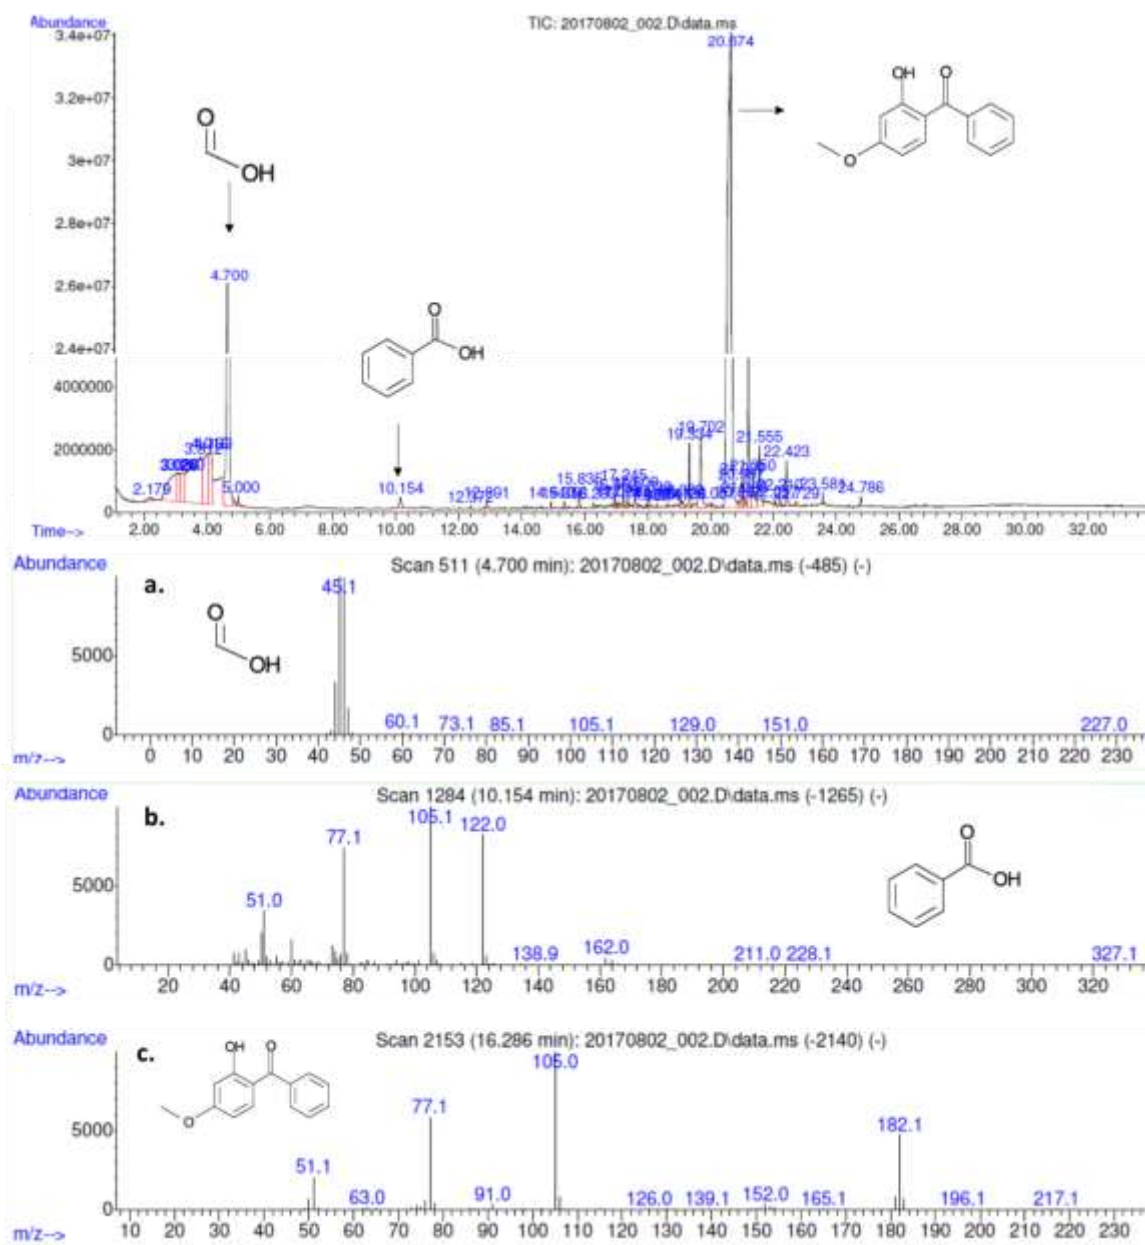 Abundance
TIC: 20170802_002.D\data.ms
3.4e+07
20.674
OH
O
3.2e+07
O
O
3e+07
OH
2.8e+07
4.700
2.6e+07
O
2.4e+07
OH
4000000
19.702
19.334
21.555
2000000
22.423
15.835
17.245
2.179
5.000
10.154
12.891
24.786
0
Time-->
2.00 4.00 6.00 8.00 10.00 12.00 14.00 16.00 18.00 20.00 22.00 24.00 26.00 28.00 30.00 32.00
Abundance
Scan 511 (4.700 min): 20170802_002.D\data.ms (-485) (-)
a.
45.1
O
OH
5000
60.1 73.1 85.1 105.1 129.0 151.0 227.0
0
0 10 20 30 40 50 60 70 80 90 100 110 120 130 140 150 160 170 180 190 200 210 220 230
m/z-->
Abundance
Scan 1284 (10.154 min): 20170802_002.D\data.ms (-1265) (-)
b.
105.1
122.0
77.1
O
OH
5000
51.0
138.9 162.0 211.0 228.1 327.1
0
20 40 60 80 100 120 140 160 180 200 220 240 260 280 300 320
m/z-->
Abundance
Scan 2153 (16.286 min): 20170802_002.D\data.ms (-2140) (-)
c.
OH
O
O
105.0
77.1
5000
182.1
51.1
63.0 91.0 126.0 139.1 152.0 165.1 196.1 217.1
0
10 20 30 40 50 60 70 80 90 100 110 120 130 140 150 160 170 180 190 200 210 220 230
m/z-->